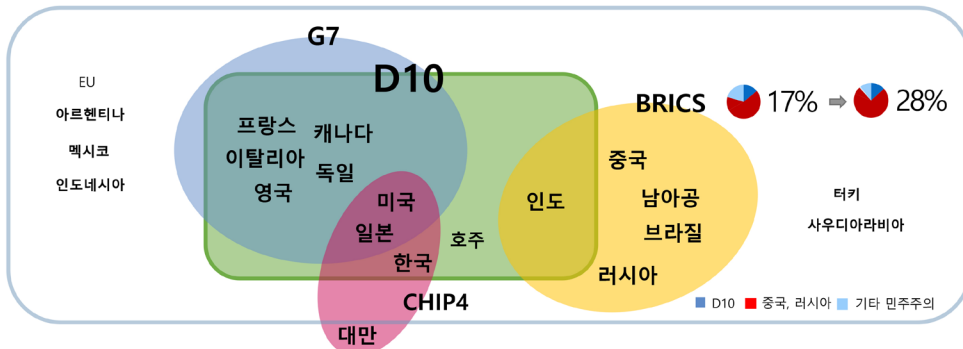 G7
D10
EU
아르헨티나
멕시코
인도네시아
프랑스
캐나다
이탈리아
독일
영국
미국
일본
한국
호주
인도
CHIP4
대만
BRICS
17%
28%
중국
남아공
브라질
러시아
터키
사우디아라비아
D10
중국, 러시아
기타 민주주의